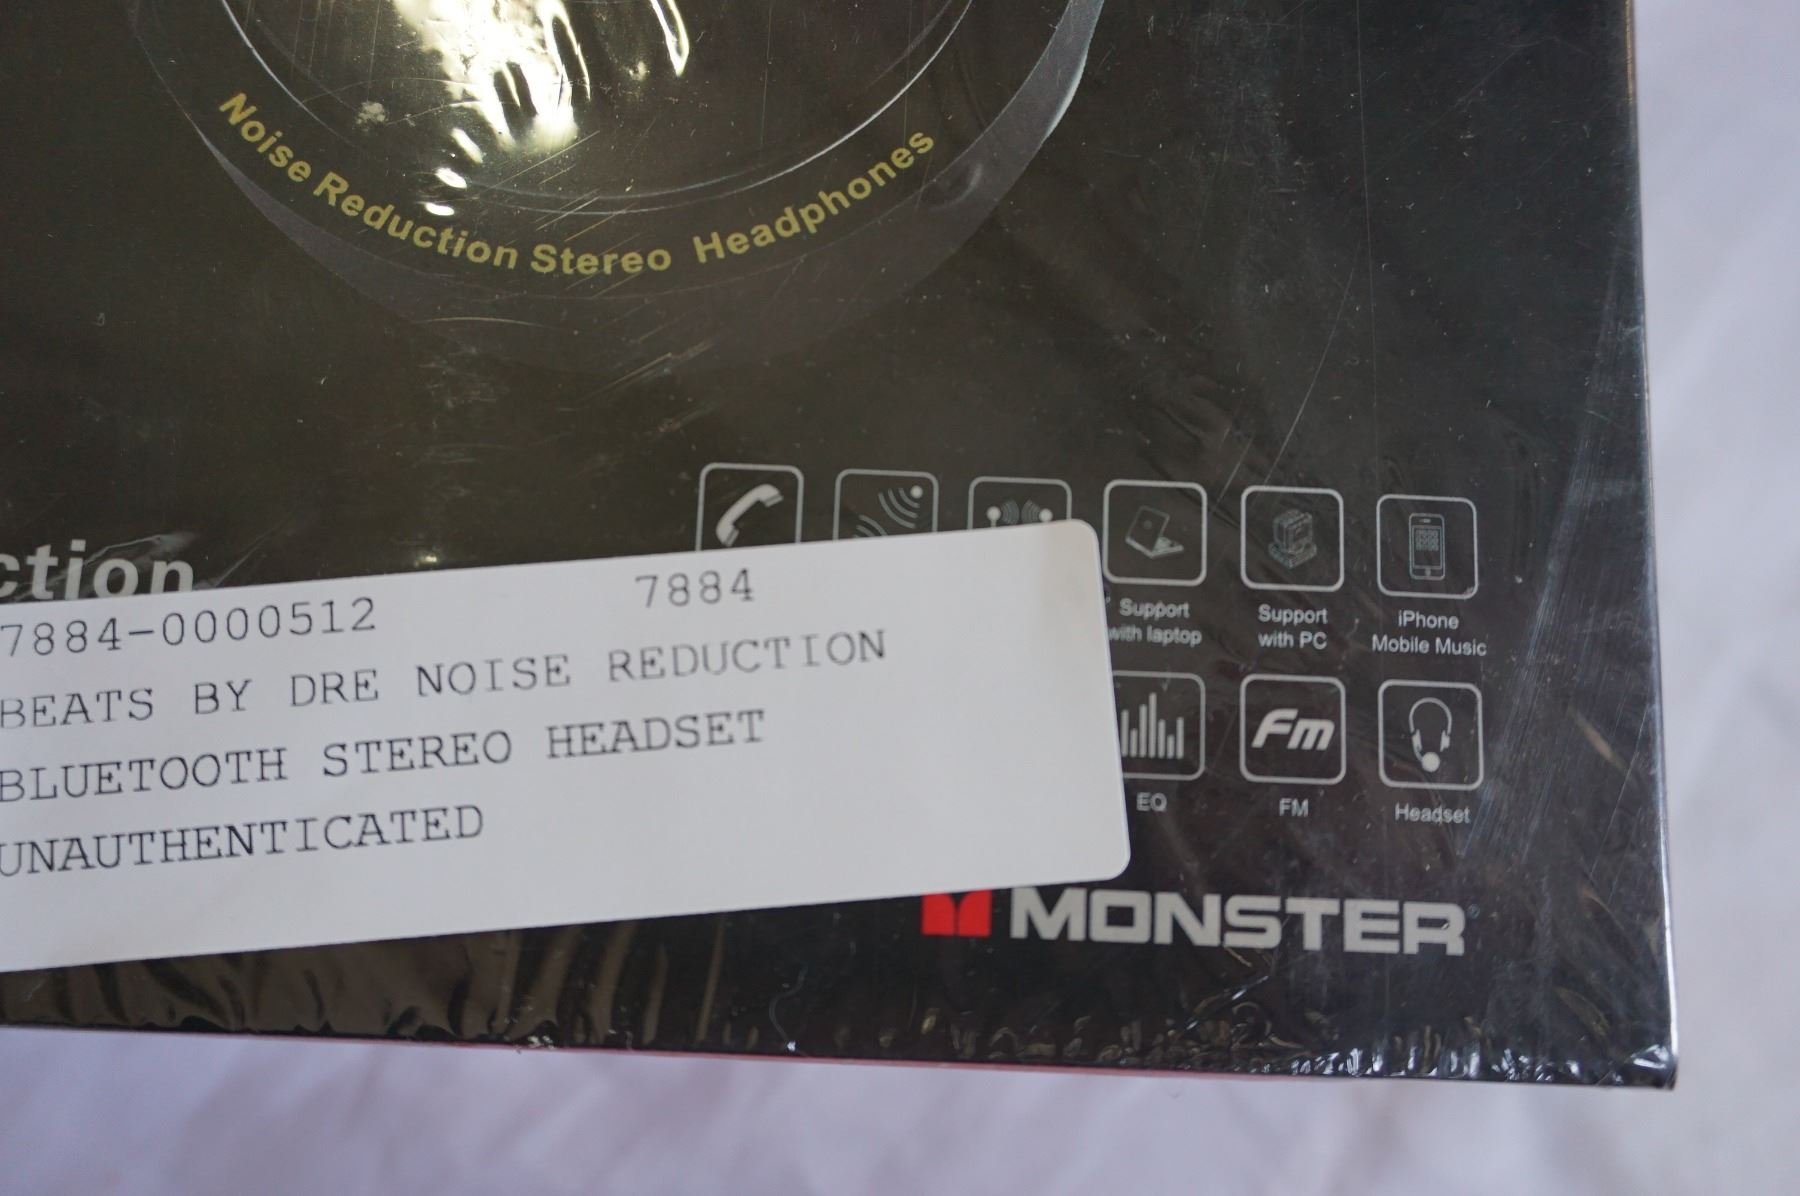 Noise Reduction Stereo Headphones
ction
7884-0000512 7884
BEATS BY DRE NOISE REDUCTION
BLUETOOTH STEREO HEADSET
UNAUTHENTICATED
Support
with laptop
Support
with PC
iPhone
Mobile Music
Fm
EQ
FM
Headset
MONSTER